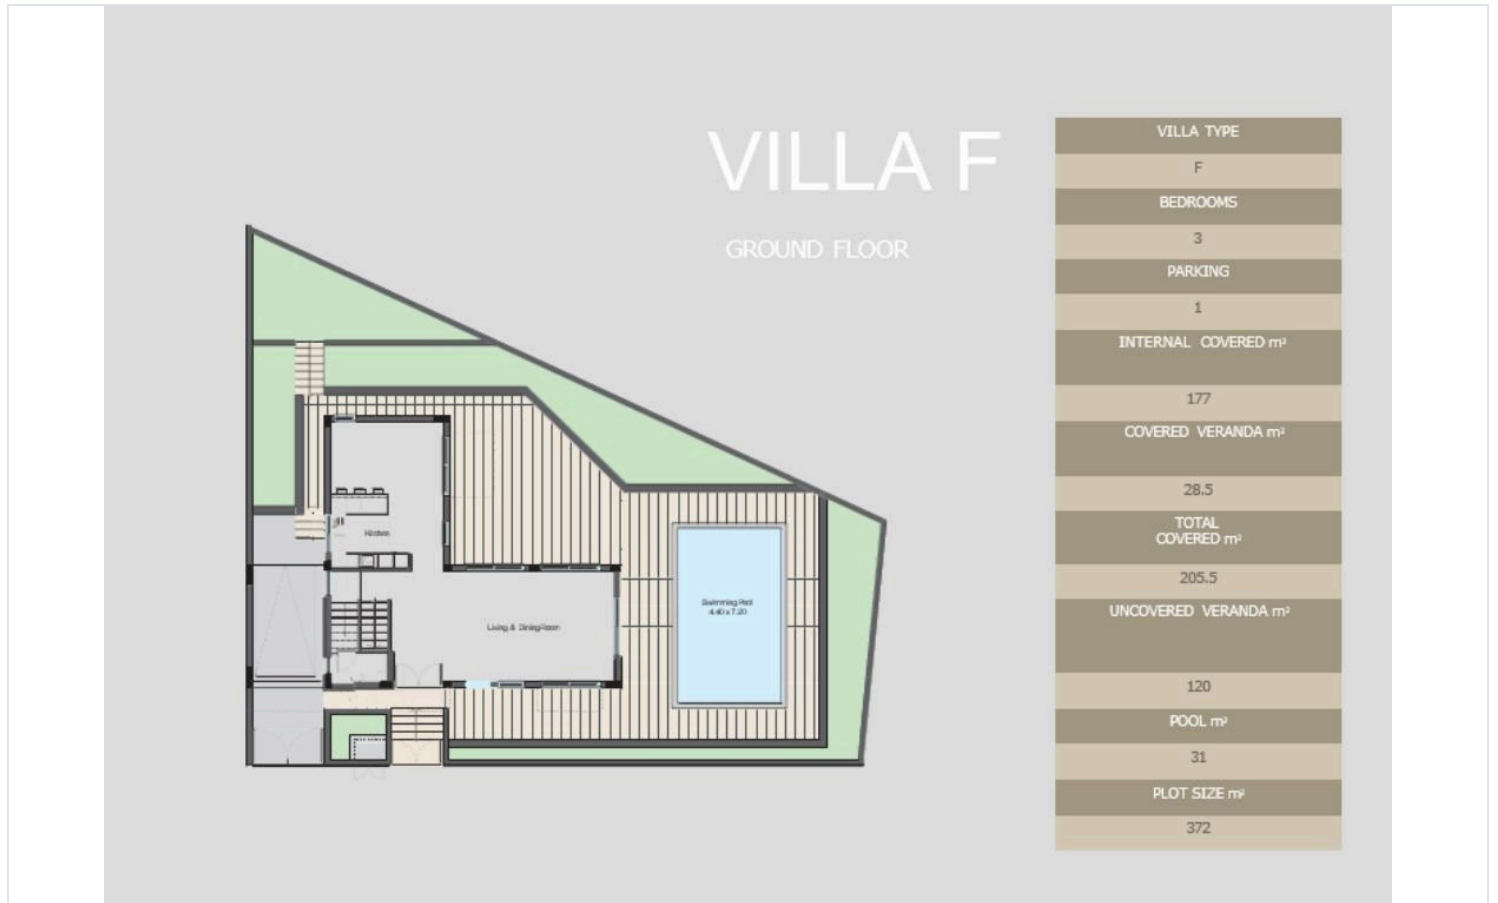 VILLA F
GROUND FLOOR
Kitchen
Living & Dining Room
Swimming Pool
4.40 x 7.20
VILLA TYPE
F
BEDROOMS
3
PARKING
1
INTERNAL COVERED m²
177
COVERED VERANDA m²
28.5
TOTAL
COVERED m²
205.5
UNCOVERED VERANDA m²
120
POOL m²
31
PLOT SIZE m²
372